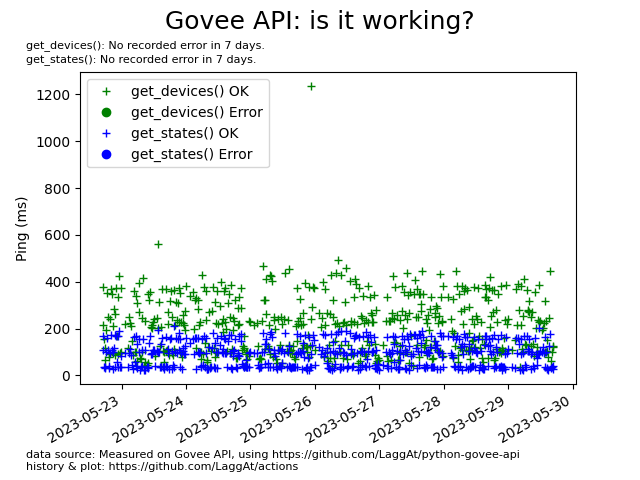 Govee API: is it working?
get_devices(): No recorded error in 7 days.
get_states(): No recorded error in 7 days.
get_devices() OK
get_devices() Error
get_states() OK
get_states() Error
Ping (ms)
1200
1000
800
600
400
200
0
2023-05-23
2023-05-24
2023-05-25
2023-05-26
2023-05-27
2023-05-28
2023-05-29
2023-05-30
data source: Measured on Govee API, using https://github.com/LaggAt/python-govee-api
history & plot: https://github.com/LaggAt/actions